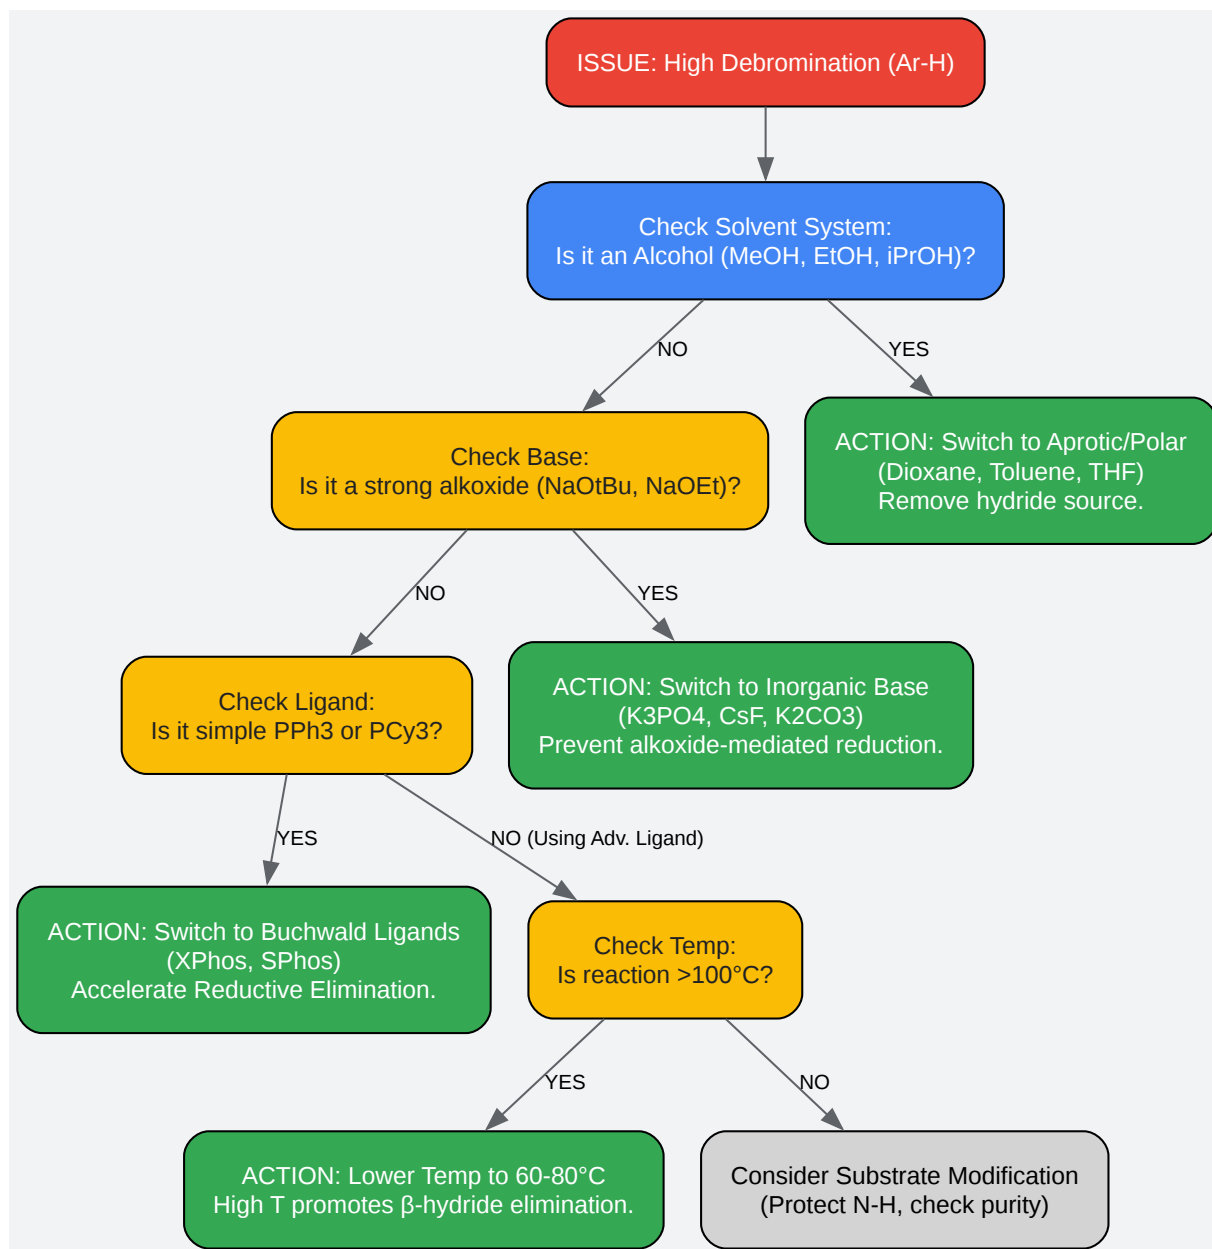 ISSUE: High Debromination (Ar-H)
Check Solvent System:
Is it an Alcohol (MeOH, EtOH, iPrOH)?
NO
YES
Check Base:
Is it a strong alkoxide (NaOtBu, NaOEt)?
ACTION: Switch to Aprotic/Polar
(Dioxane, Toluene, THF)
Remove hydride source.
NO
YES
Check Ligand:
Is it simple PPh3 or PCy3?
ACTION: Switch to Inorganic Base
(K3PO4, CsF, K2CO3)
Prevent alkoxide-mediated reduction.
YES
NO (Using Adv. Ligand)
ACTION: Switch to Buchwald Ligands
(XPhos, SPhos)
Accelerate Reductive Elimination.
Check Temp:
Is reaction >100°C?
YES
NO
ACTION: Lower Temp to 60-80°C
High T promotes β-hydride elimination.
Consider Substrate Modification
(Protect N-H, check purity)